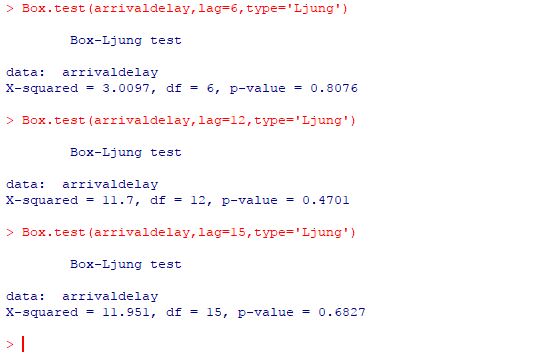 > Box.test(arrivaldelay,lag=6,type='Ljung')
Box-Ljung test
data:  arrivaldelay
X-squared = 3.0097, df = 6, p-value = 0.8076
> Box.test(arrivaldelay,lag=12,type='Ljung')
Box-Ljung test
data:  arrivaldelay
X-squared = 11.7, df = 12, p-value = 0.4701
> Box.test(arrivaldelay,lag=15,type='Ljung')
Box-Ljung test
data:  arrivaldelay
X-squared = 11.951, df = 15, p-value = 0.6827
>